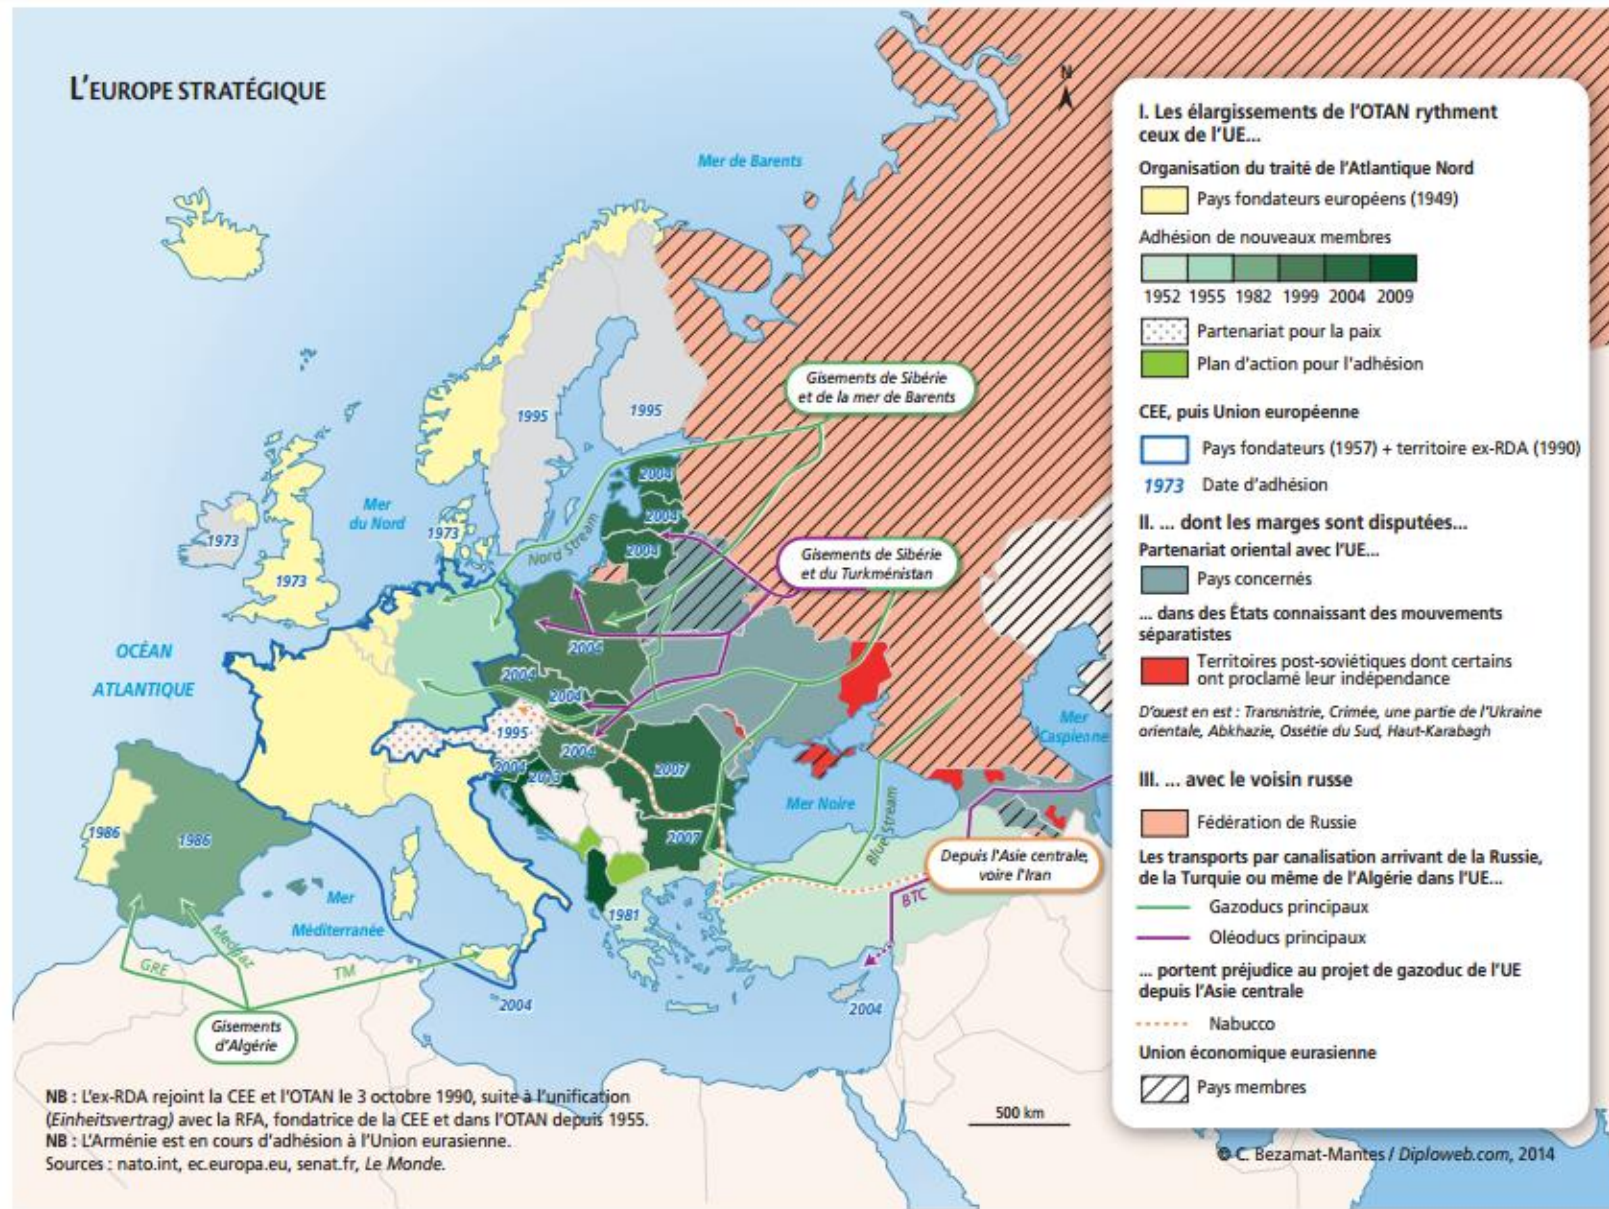 L'EUROPE STRATÉGIQUE
N
Mer de Barents
Gisements de Sibérie
et de la mer de Barents
1995
1995
2004
2004
2004
Mer
du Nord
1973
1973
1973
Nord Stream
Gisements de Sibérie
et du Turkménistan
OCÉAN
ATLANTIQUE
2004
2004
2004
1995
2004
2004
2013
2007
2007
Mer
Caspienne
Mer Noire
Blue Stream
1986
1986
Depuis l'Asie centrale,
voire l'Iran
BTC
Mer
Méditerranée
1981
GRE
Medgaz
TM
2004
2004
Gisements
d'Algérie
500 km
NB : L'ex-RDA rejoint la CEE et l'OTAN le 3 octobre 1990, suite à l'unification
(Einheitsvertrag) avec la RFA, fondatrice de la CEE et dans l'OTAN depuis 1955.
NB : L'Arménie est en cours d'adhésion à l'Union eurasienne.
Sources : nato.int, ec.europa.eu, senat.fr, Le Monde.
I. Les élargissements de l'OTAN rythment
ceux de l'UE...
Organisation du traité de l'Atlantique Nord
Pays fondateurs européens (1949)
Adhésion de nouveaux membres
1952 1955 1982 1999 2004 2009
Partenariat pour la paix
Plan d'action pour l'adhésion
CEE, puis Union européenne
Pays fondateurs (1957) + territoire ex-RDA (1990)
1973 Date d'adhésion
II. ... dont les marges sont disputées...
Partenariat oriental avec l'UE...
Pays concernés
... dans des États connaissant des mouvements
séparatistes
Territoires post-soviétiques dont certains
ont proclamé leur indépendance
D'ouest en est : Transnistrie, Crimée, une partie de l'Ukraine
orientale, Abkhazie, Ossétie du Sud, Haut-Karabagh
III. ... avec le voisin russe
Fédération de Russie
Les transports par canalisation arrivant de la Russie,
de la Turquie ou même de l'Algérie dans l'UE...
Gazoducs principaux
Oléoducs principaux
... portent préjudice au projet de gazoduc de l'UE
depuis l'Asie centrale
Nabucco
Union économique eurasienne
Pays membres
© C. Bezamat-Mantes / Diploweb.com, 2014